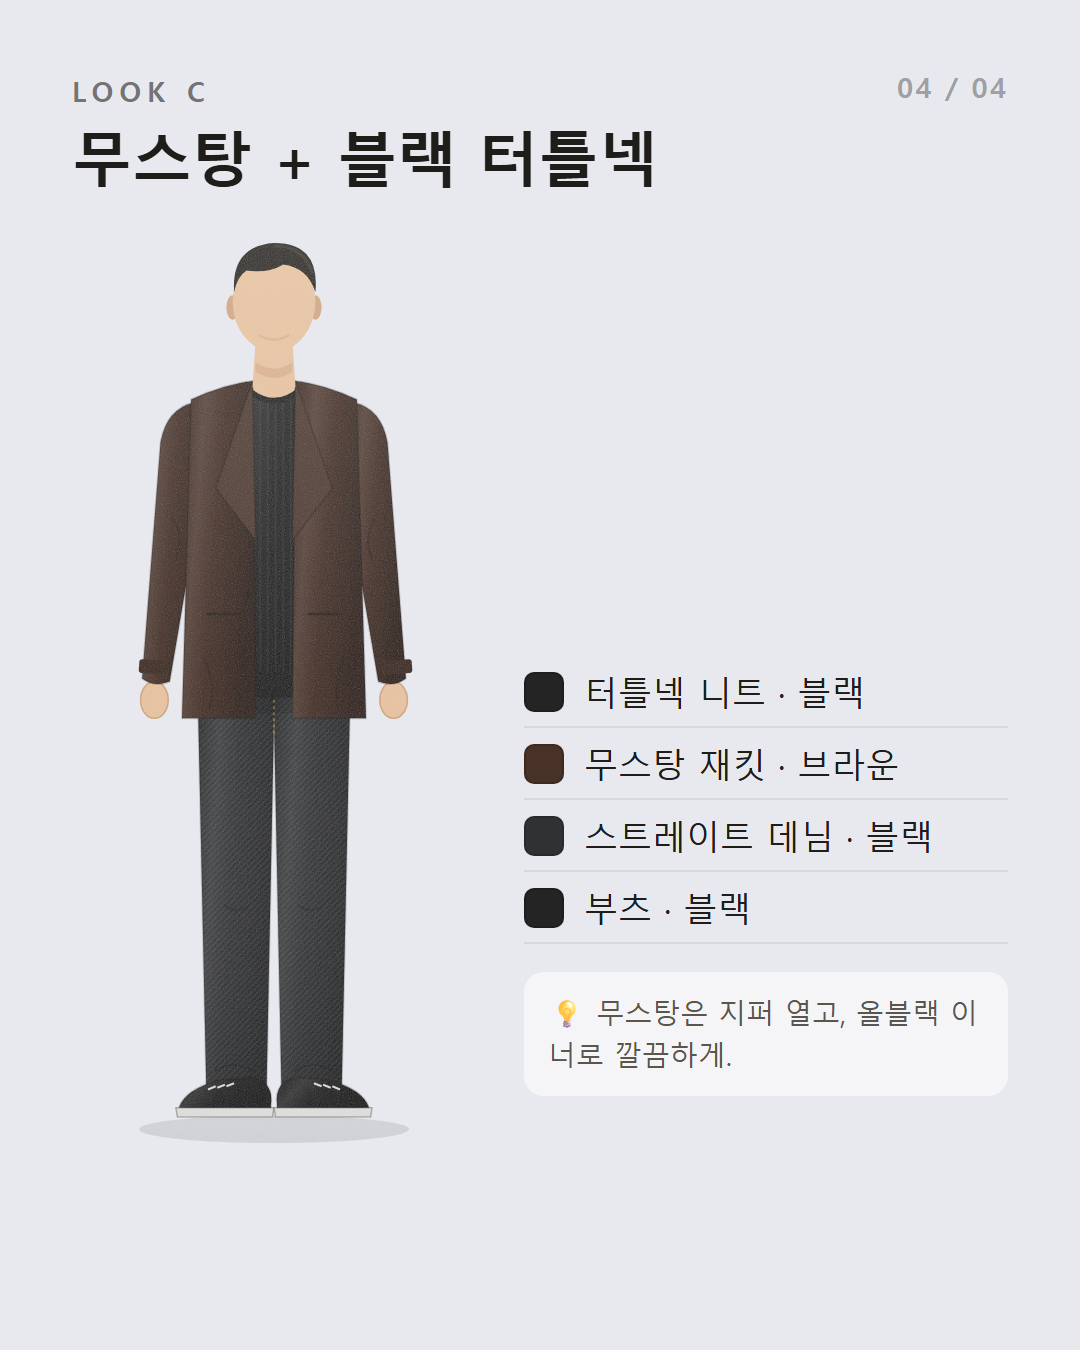 LOOK C
04 / 04
무스탕 + 블랙 터틀넥
터틀넥 니트 · 블랙
무스탕 재킷 · 브라운
스트레이트 데님 · 블랙
부츠 · 블랙
💡 무스탕은 지퍼 열고, 올블랙 이
너로 깔끔하게.